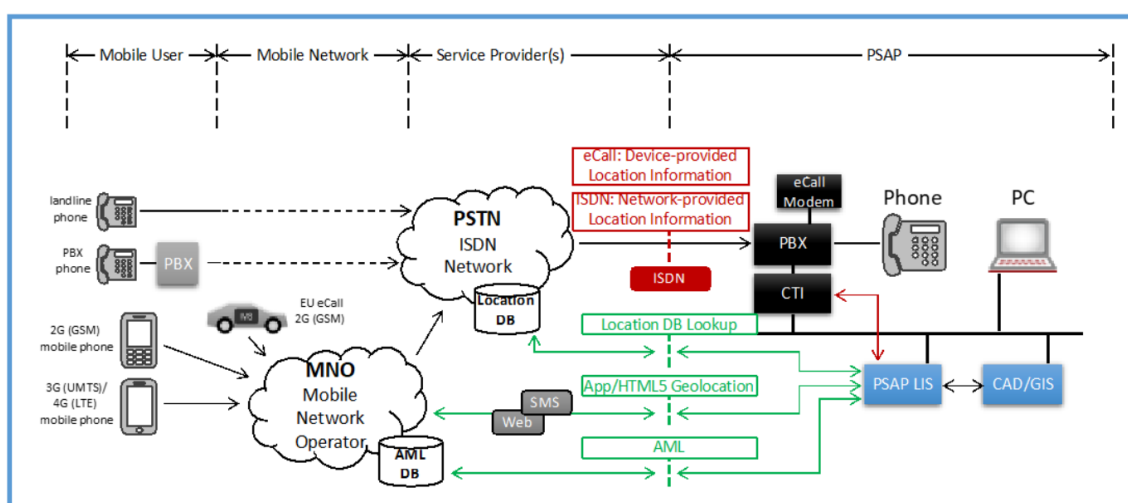 Mobile User
Mobile Network
Service Provider(s)
PSAP
eCall: Device-provided
Location Information
ISDN: Network-provided
Location Information
ISDN
eCall
Modem
Phone
PC
landline
phone
PSTN
ISDN
Network
Location
DB
PBX
PBX
phone
PBX
CTI
EU eCall
2G (GSM)
IVS
2G (GSM)
mobile phone
3G (UMTS)/
4G (LTE)
mobile phone
MNO
Mobile
Network
Operator
AML
DB
SMS
Web
Location DB Lookup
App/HTML5 Geolocation
AML
PSAP LIS
CAD/GIS